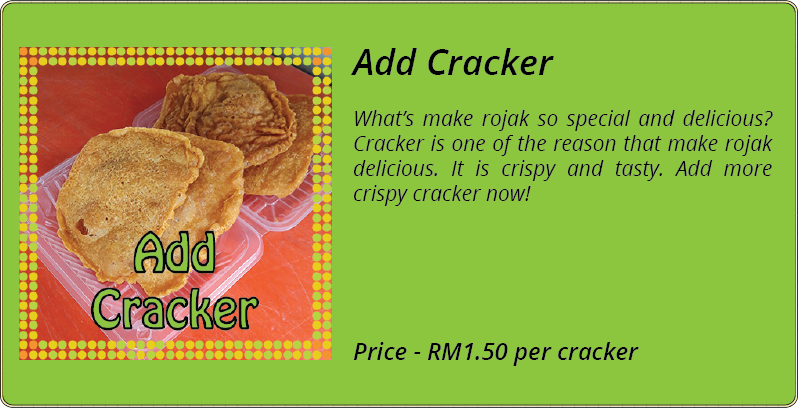 Add Cracker
What's make rojak so special and delicious?
Cracker is one of the reason that make rojak
delicious. It is crispy and tasty. Add more
crispy cracker now!
Add
Cracker
Price - RM1.50 per cracker